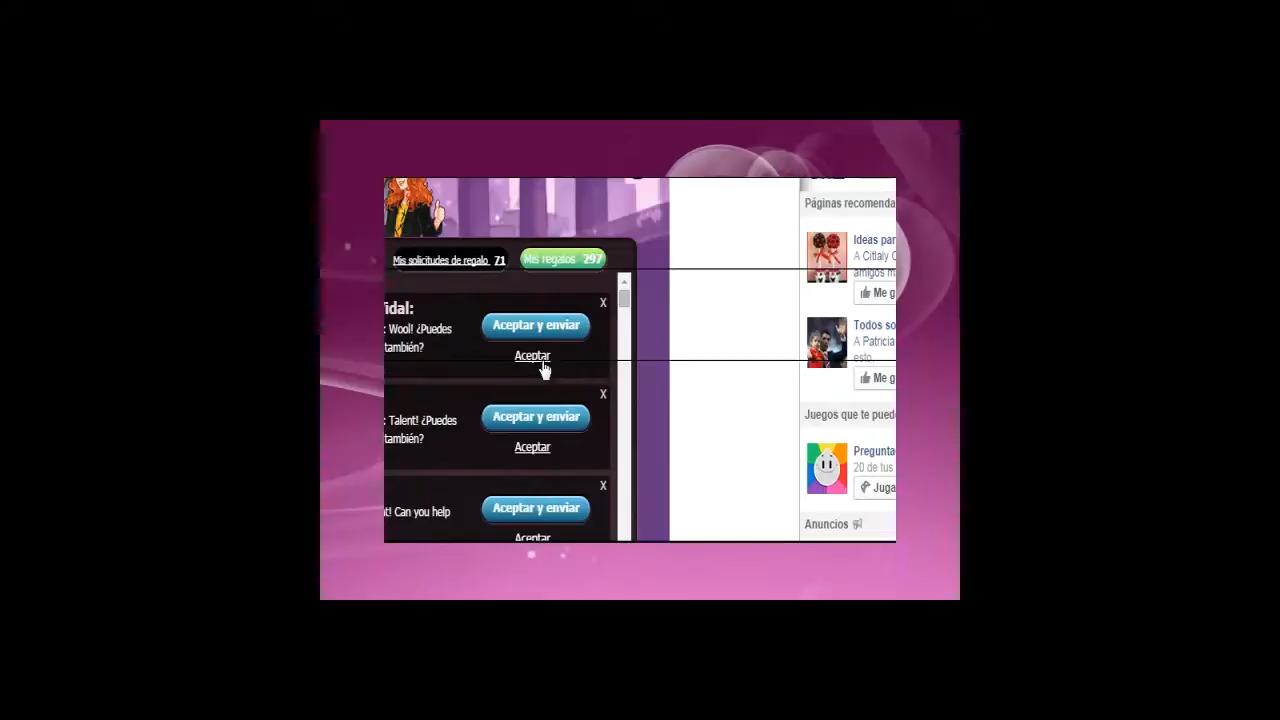 Mis solicitudes de regalo 71
Mis regalos 297
X
idal:
: Wool! ¿Puedes
también?
Aceptar y enviar
Aceptar
X
: Talent! ¿Puedes
también?
Aceptar y enviar
Aceptar
X
t! Can you help
Aceptar y enviar
Aceptar
Páginas recomenda
Ideas par
A Citlaly C
amigos m
Me g
Todos so
A Patricia
esto.
Me g
Juegos que te pued
Pregunta
20 de tus
Juga
Anuncios